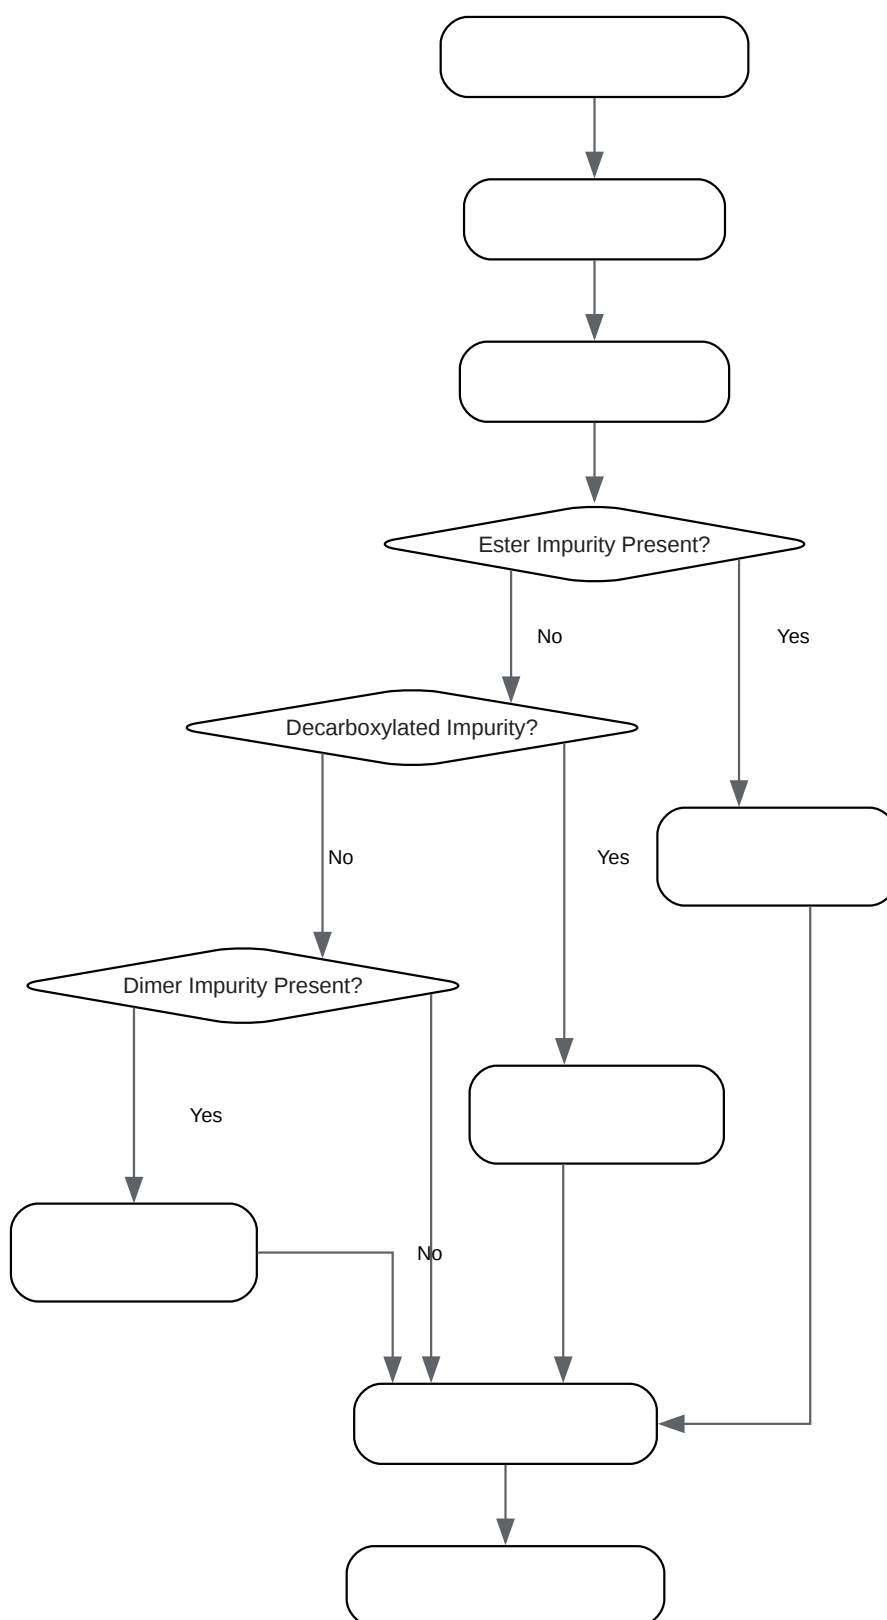 Ester Impurity Present?
No
Yes
Decarboxylated Impurity?
No
Yes
Dimer Impurity Present?
Yes
No